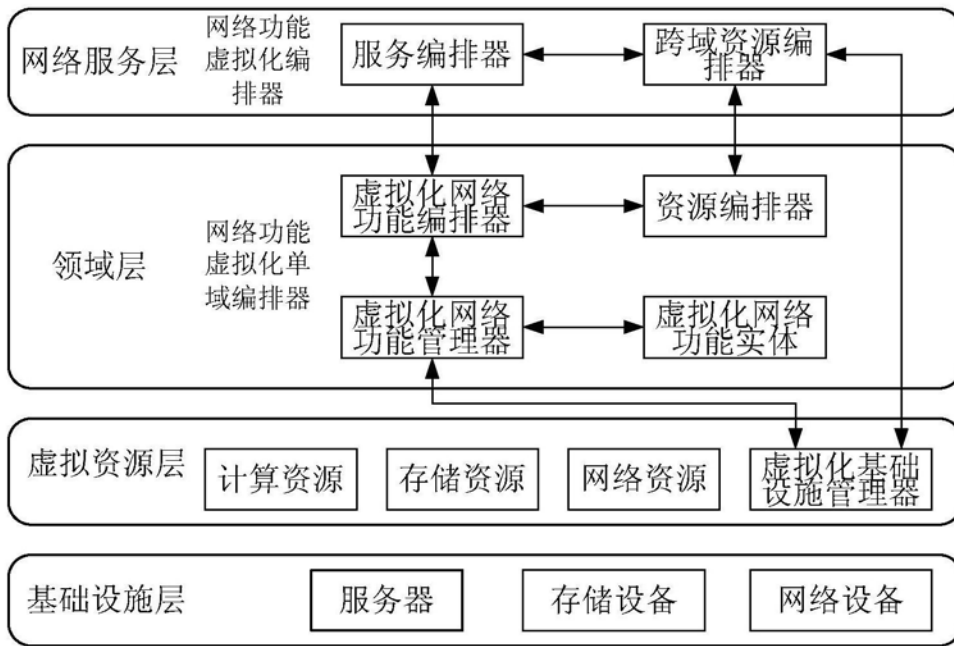 网络服务层
网络功能
虚拟化编
排器
服务编排器
跨域资源编
排器
领域层
网络功能
虚拟化单
域编排器
虚拟化网络
功能编排器
资源编排器
虚拟化网络
功能管理器
虚拟化网络
功能实体
虚拟资源层
计算资源
存储资源
网络资源
虚拟化基础
设施管理器
基础设施层
服务器
存储设备
网络设备